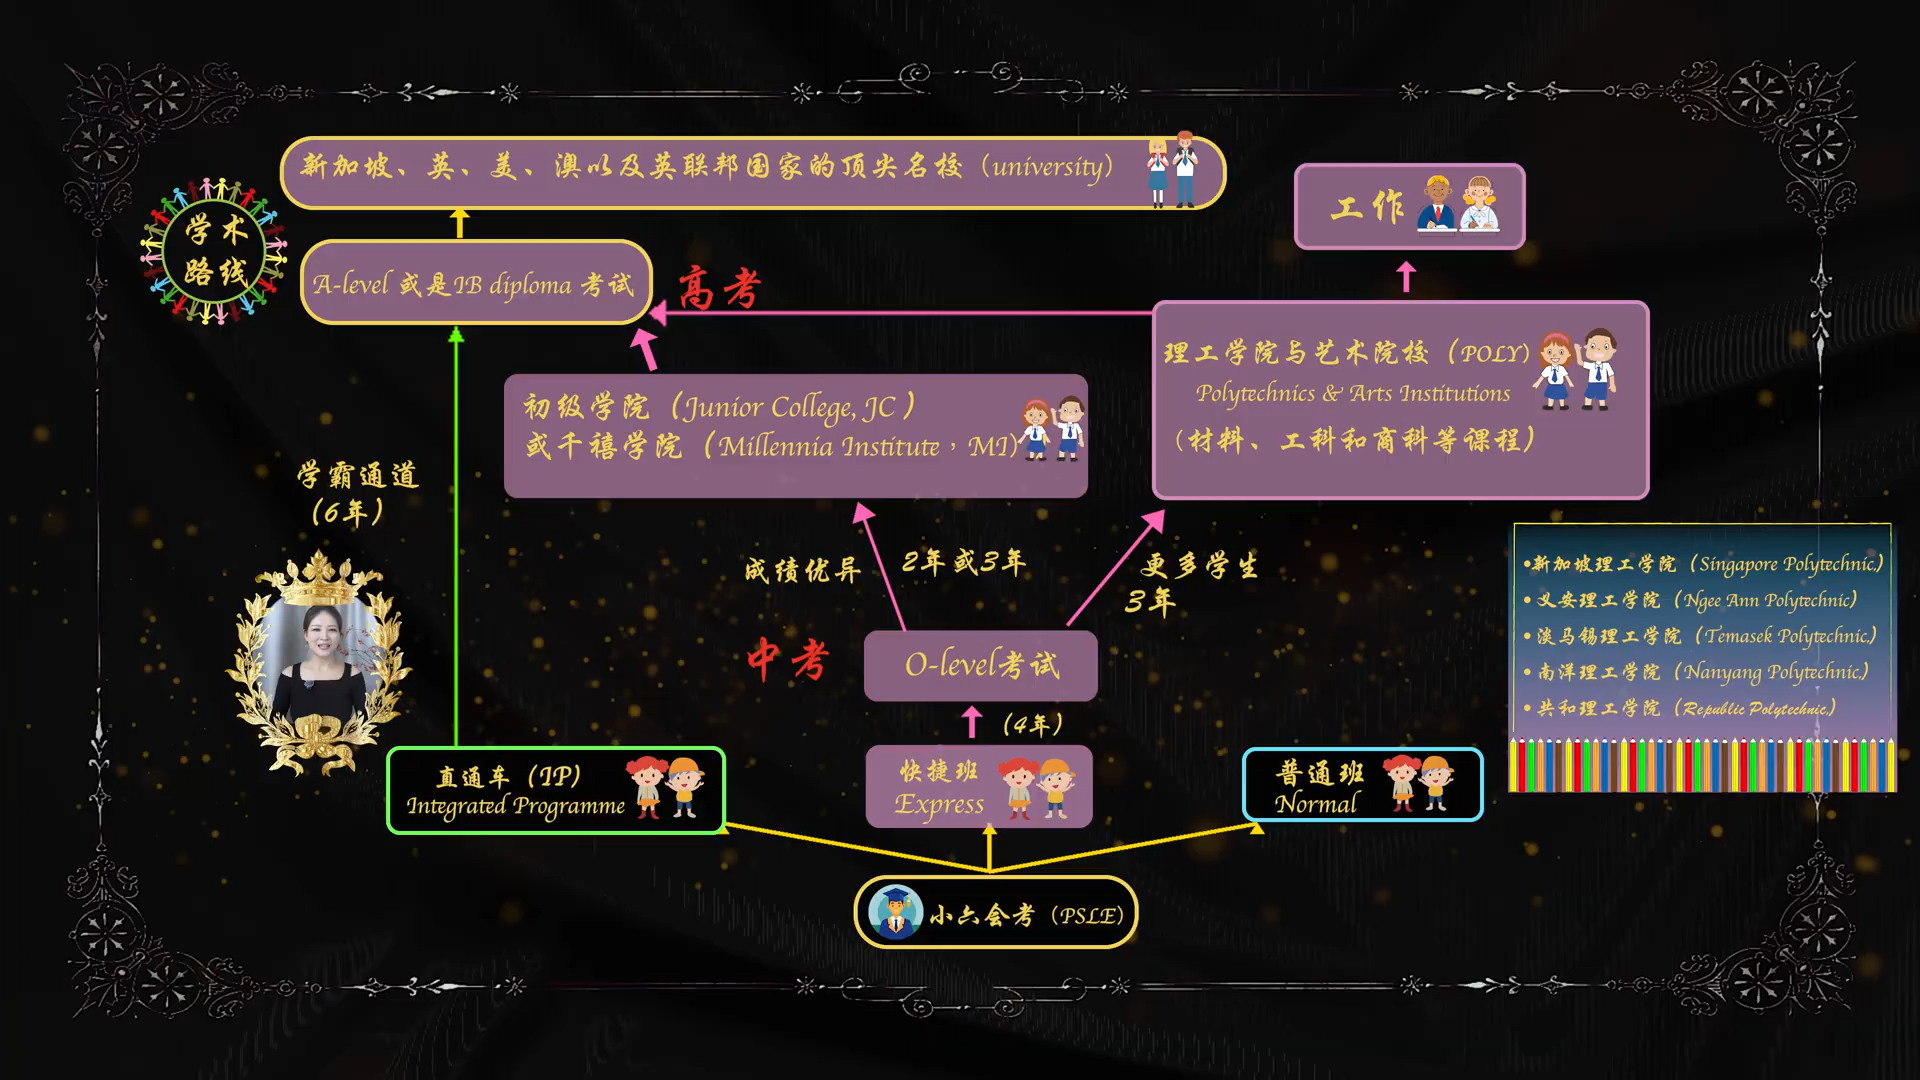 新加坡、英、美、澳以及英联邦国家的顶尖名校（university）
学术
路线
工作
A-level 或是IB diploma 考试
高考
理工学院与艺术院校（POLY）
Polytechnics & Arts Institutions
（材料、工科和商科等课程）
初级学院（Junior College, JC ）
或千禧学院（Millennia Institute，MI）
学霸通道
（6年）
成绩优异
2年或3年
更多学生
3年
•新加坡理工学院（Singapore Polytechnic）
• 义安理工学院（Ngee Ann Polytechnic）
• 淡马锡理工学院（Temasek Polytechnic）
• 南洋理工学院（Nanyang Polytechnic）
• 共和理工学院（Republic Polytechnic）
中考
O-level考试
（4年）
直通车（IP）
Integrated Programme
快捷班
Express
普通班
Normal
小六会考（PSLE）